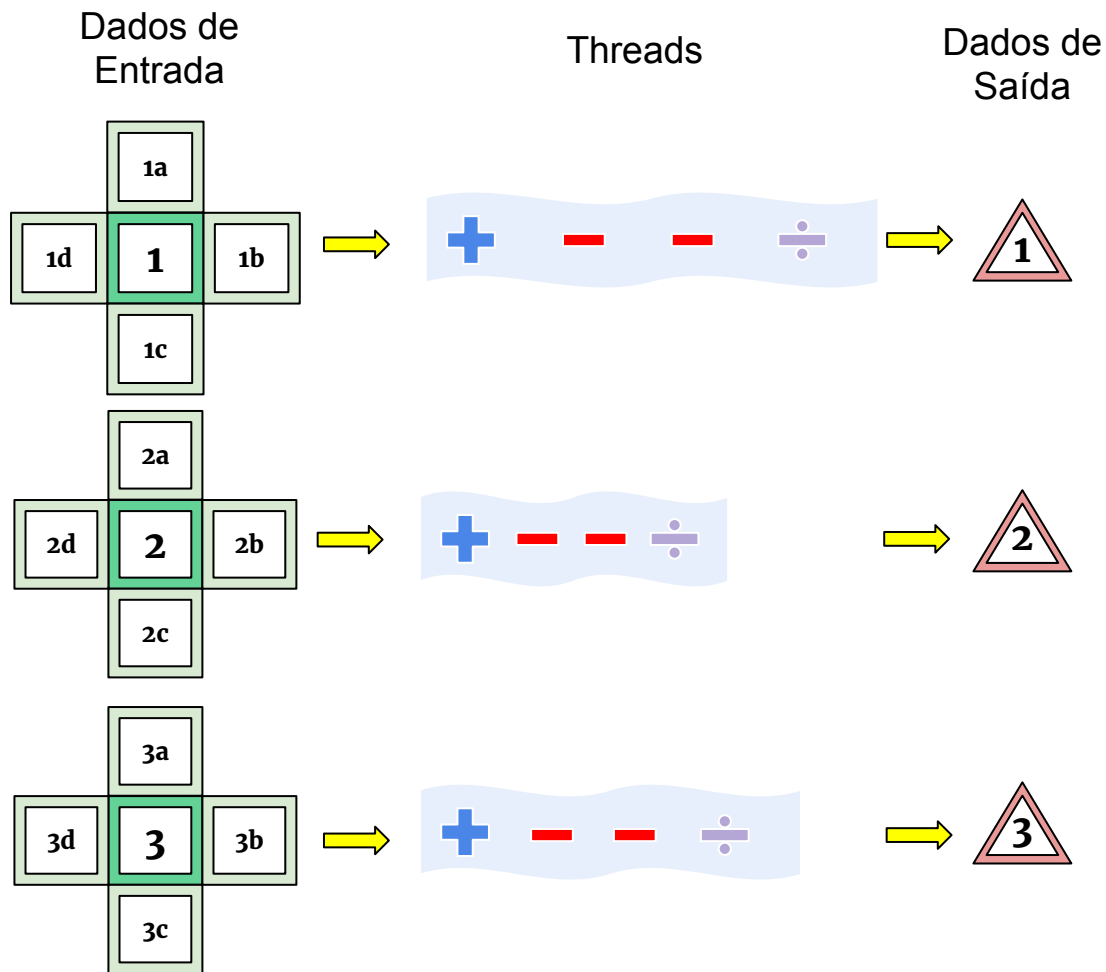 Dados de
Entrada
Threads
Dados de
Saída
1a
1d 1 1b
1c
+ - - ÷
1
2a
2d 2 2b
2c
+ - - ÷
2
3a
3d 3 3b
3c
+ - - ÷
3